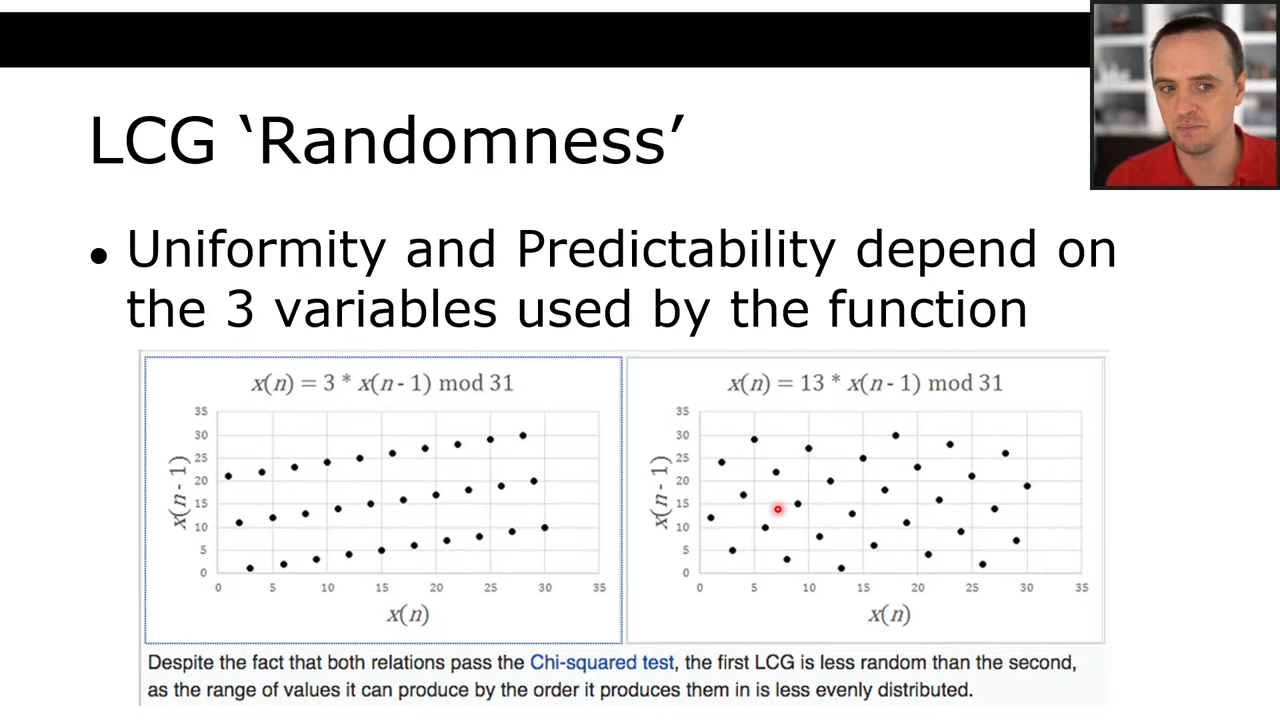 LCG ‘Randomness’
• Uniformity and Predictability depend on
the 3 variables used by the function
x(n) = 3 * x(n - 1) mod 31
35
30
25
20
15
10
5
0
x(n - 1)
0 5 10 15 20 25 30 35
x(n)
x(n) = 13 * x(n - 1) mod 31
35
30
25
20
15
10
5
0
x(n - 1)
0 5 10 15 20 25 30 35
x(n)
Despite the fact that both relations pass the Chi-squared test, the first LCG is less random than the second,
as the range of values it can produce by the order it produces them in is less evenly distributed.